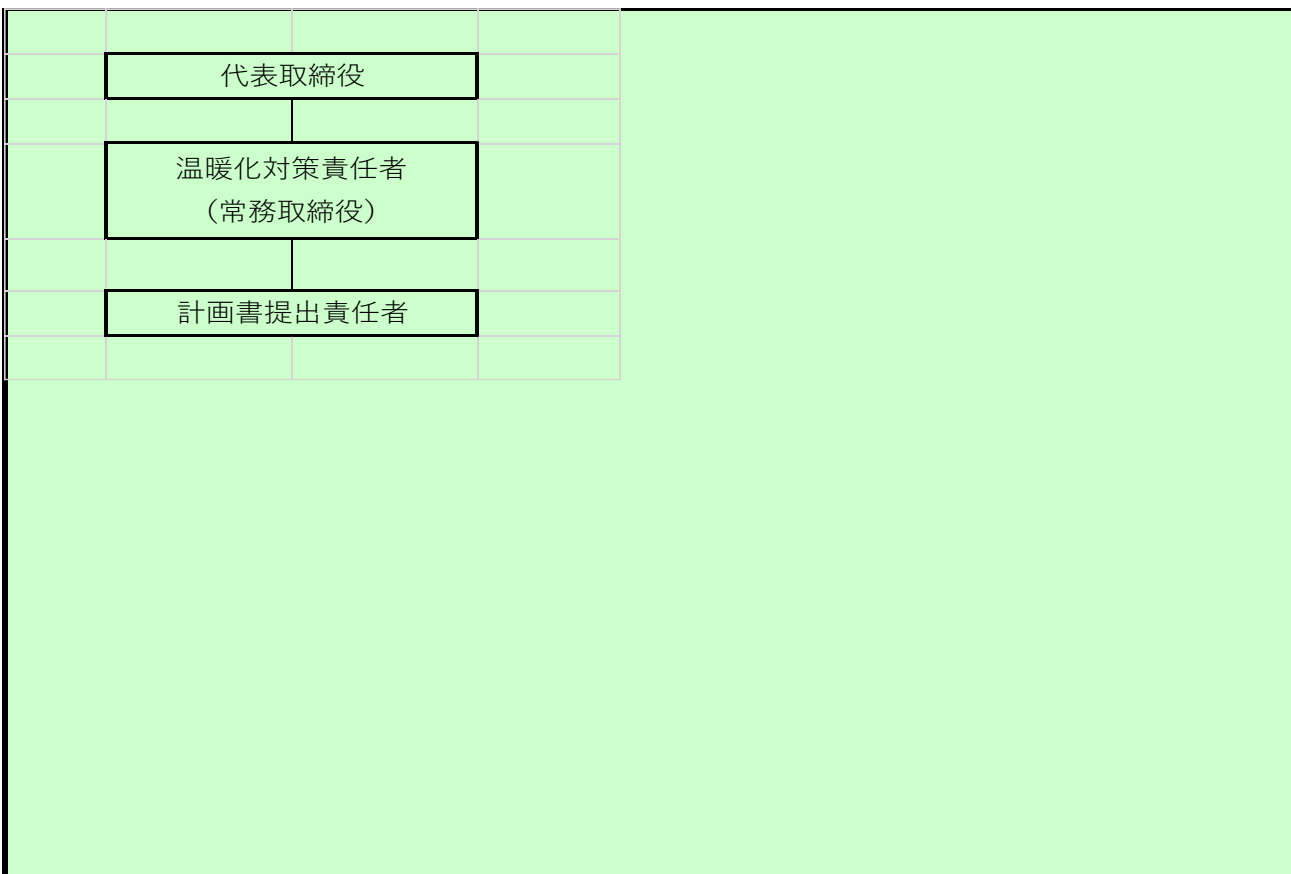 代表取締役
温暖化対策責任者
（常務取締役）
計画書提出責任者